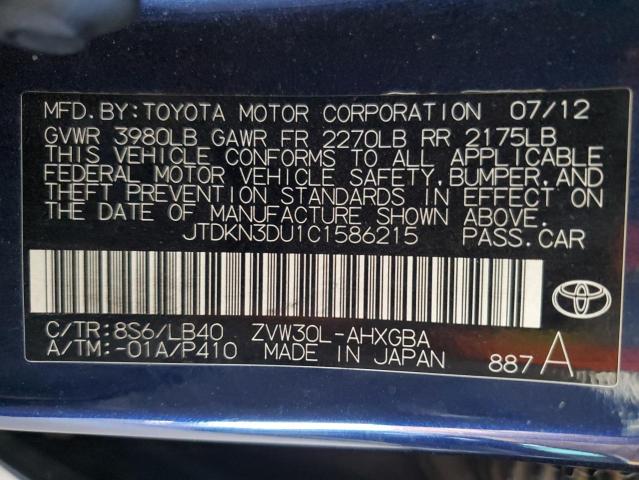 MFD. BY: TOYOTA MOTOR CORPORATION 07/12
GVWR 3980LB GAWR FR 2270LB RR 2175LB
THIS VEHICLE CONFORMS TO ALL APPLICABLE
FEDERAL MOTOR VEHICLE SAFETY, BUMPER, AND
THEFT PREVENTION STANDARDS IN EFFECT ON
THE DATE OF MANUFACTURE SHOWN ABOVE.
JTDKN3DU1C1586215 PASS. CAR
C/TR: 8S6/LB40 ZVW30L-AHXGBA
A/TM: -01A/P410 MADE IN JAPAN 887 A